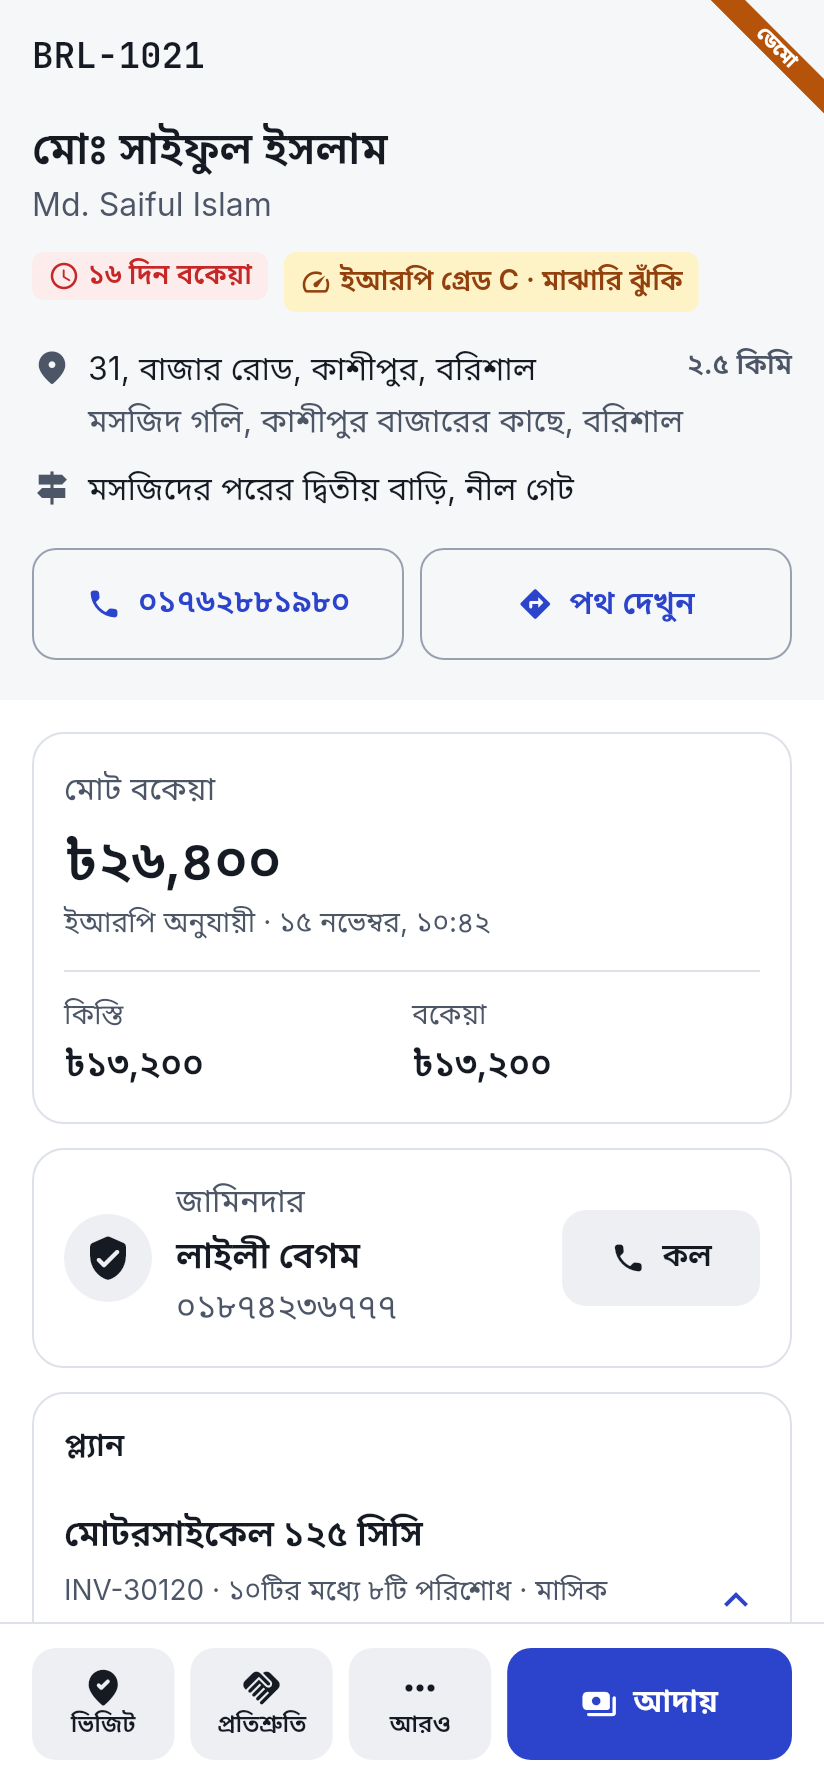 BRL-1021
ডেমো
মোঃ সাইফুল ইসলাম
Md. Saiful Islam
১৬ দিন বকেয়া
ইআরপি গ্রেড C · মাঝারি ঝুঁকি
31, বাজার রোড, কাশীপুর, বরিশাল
২.৫ কিমি
মসজিদ গলি, কাশীপুর বাজারের কাছে, বরিশাল
মসজিদের পরের দ্বিতীয় বাড়ি, নীল গেট
০১৭৬২৮৮১৯৮০
পথ দেখুন
মোট বকেয়া
৳২৬,৪০০
ইআরপি অনুযায়ী · ১৫ নভেম্বর, ১০:৪২
কিস্তি
বকেয়া
৳১৩,২০০
৳১৩,২০০
জামিনদার
লাইলী বেগম
০১৮৭৪২৩৬৭৭৭
কল
প্ল্যান
মোটরসাইকেল ১২৫ সিসি
INV-30120 · ১০টির মধ্যে ৮টি পরিশোধ · মাসিক
ভিজিট
প্রতিশ্রুতি
আরও
আদায়